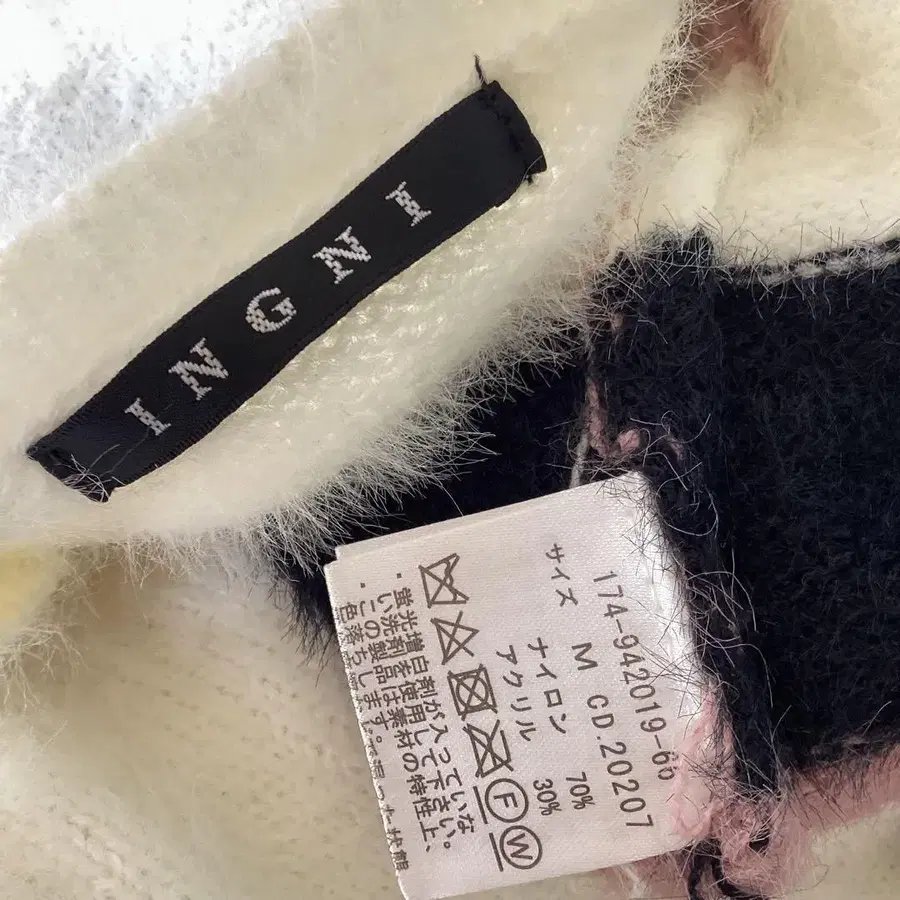 INGNI
174-942019-66
サイズ M CD.20207
ナイロン 70%
アクリル 30%
F W
・蛍光増白剤が入っていな
い洗剤を使用して下さい。
・この製品は素材の特性上、
色落ちします。